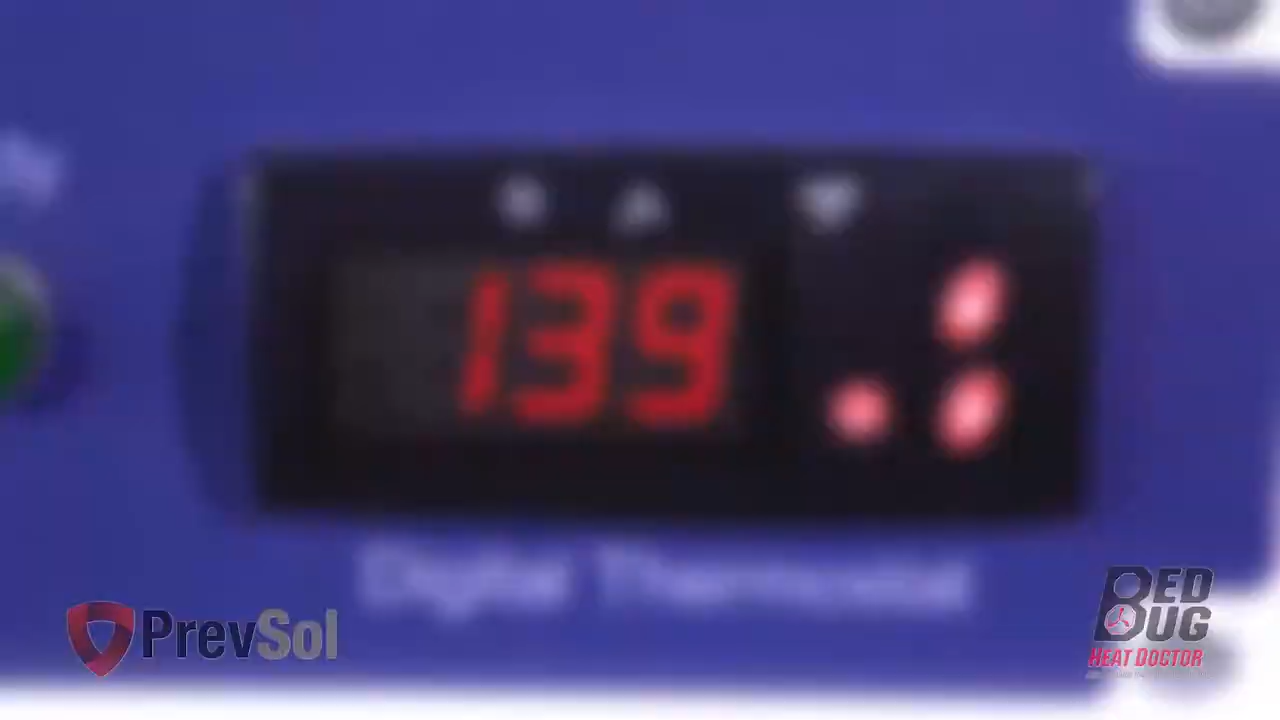 139
Digital Thermostat
PrevSol
BED
BUG
HEAT DOCTOR